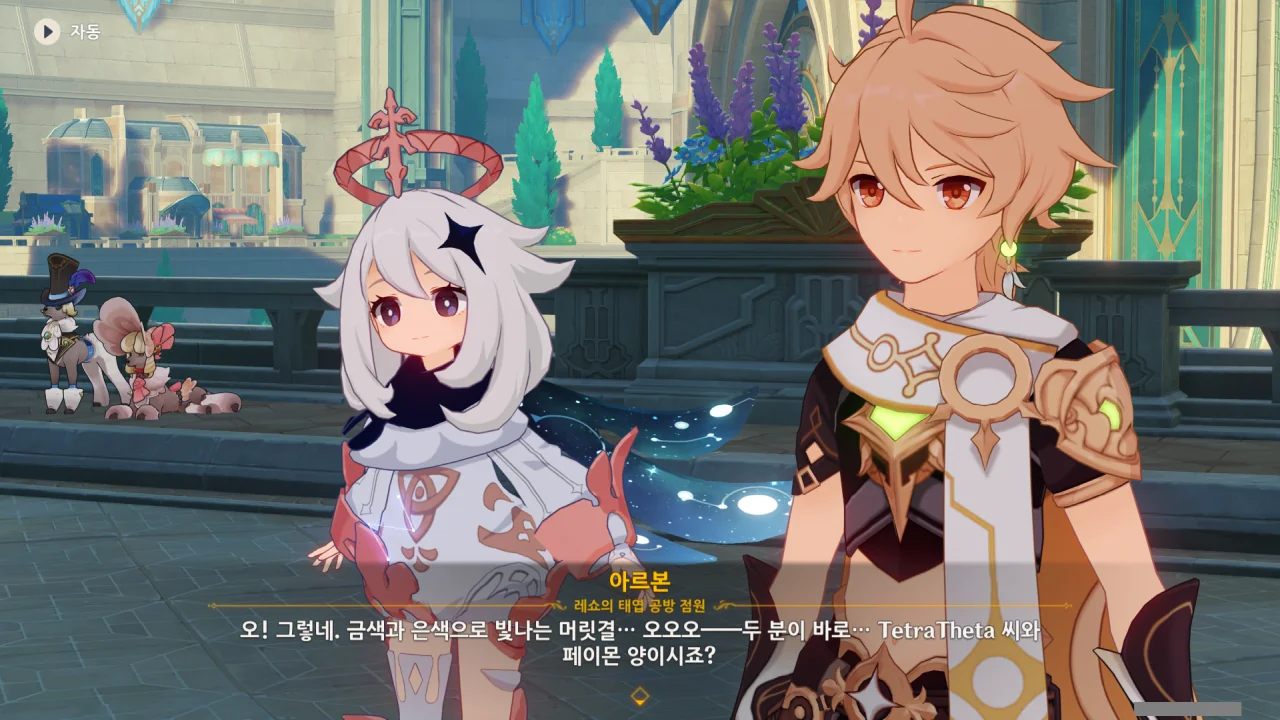 자동
아르본
레쇼의 태엽 공방 점원
오! 그렇네. 금색과 은색으로 빛나는 머릿결… 오오오——두 분이 바로… TetraTheta 씨와
페이몬 양이시죠?